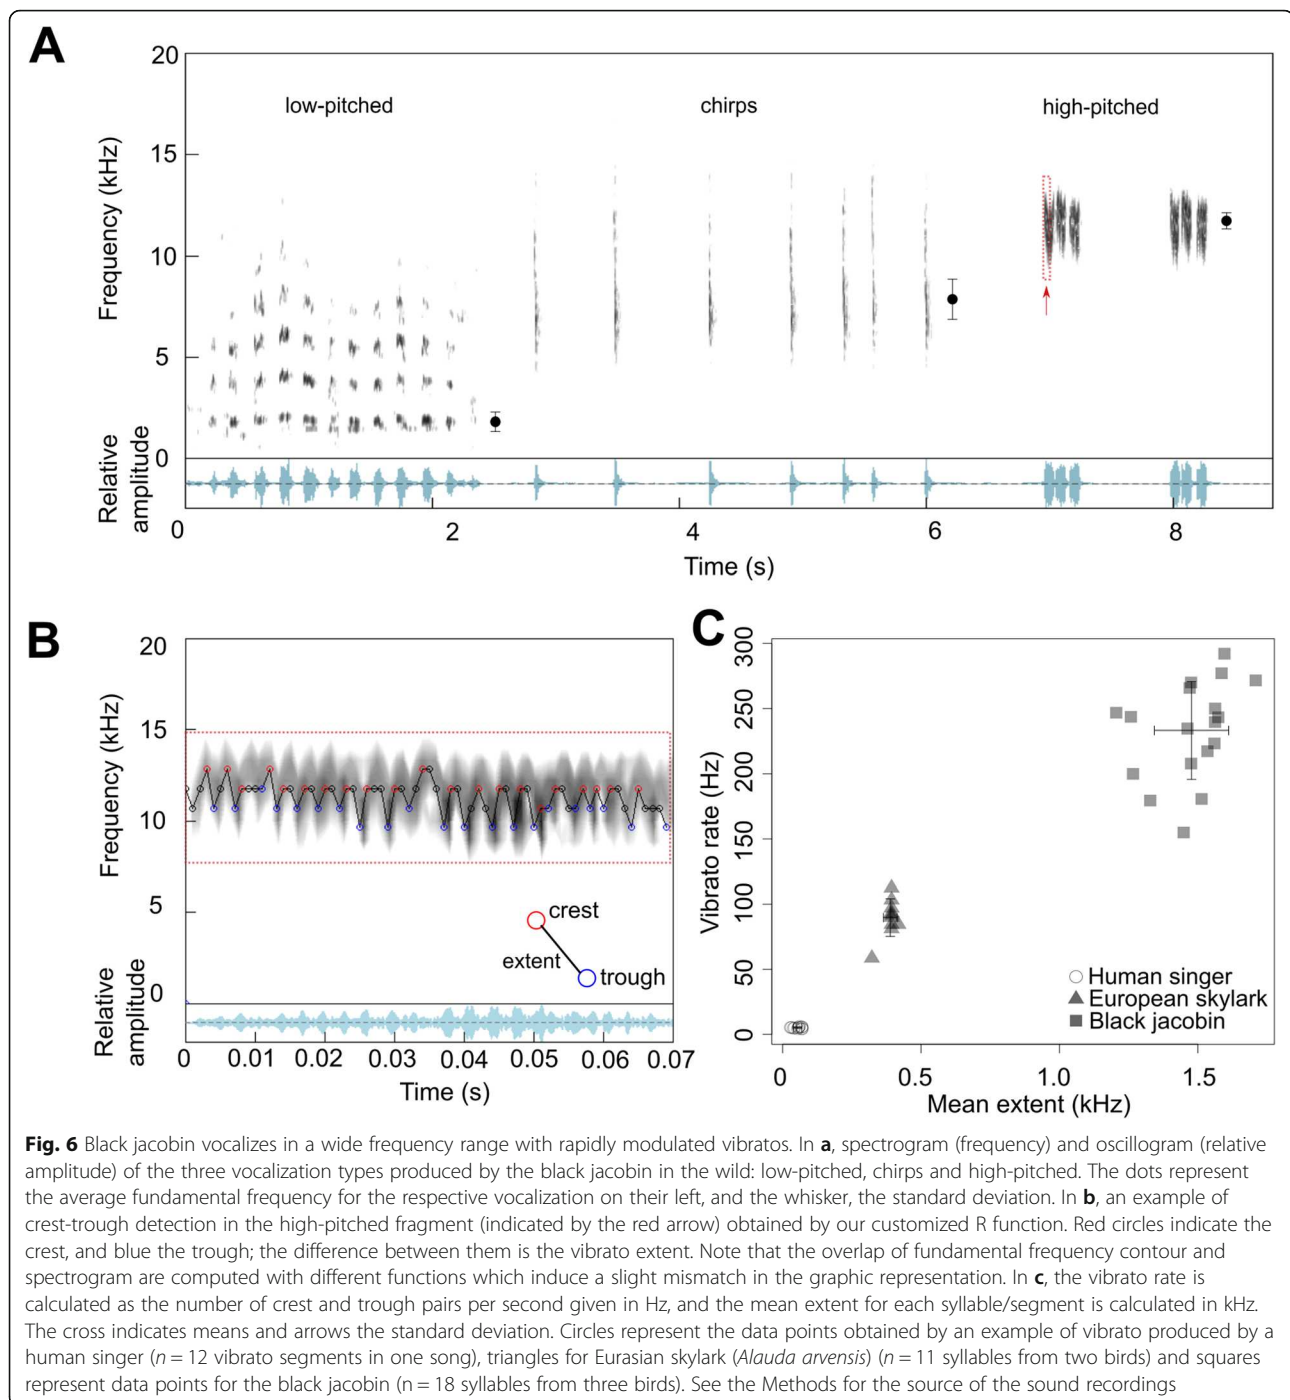 A
20
low-pitched
chirps
high-pitched
15
Frequency (kHz)
10
5
0
Relative
amplitude
0
2
4
6
8
Time (s)
B
20
15
Frequency (kHz)
10
5
crest
extent
trough
0
Relative
amplitude
0
0.01
0.02
0.03
0.04
0.05
0.06
0.07
Time (s)
C
300
250
200
150
100
50
0
Vibrato rate (Hz)
Human singer
European skylark
Black jacobin
0
0.5
1.0
1.5
Mean extent (kHz)
Fig. 6 Black jacobin vocalizes in a wide frequency range with rapidly modulated vibratos. In a, spectrogram (frequency) and oscillogram (relative
amplitude) of the three vocalization types produced by the black jacobin in the wild: low-pitched, chirps and high-pitched. The dots represent
the average fundamental frequency for the respective vocalization on their left, and the whisker, the standard deviation. In b, an example of
crest-trough detection in the high-pitched fragment (indicated by the red arrow) obtained by our customized R function. Red circles indicate the
crest, and blue the trough; the difference between them is the vibrato extent. Note that the overlap of fundamental frequency contour and
spectrogram are computed with different functions which induce a slight mismatch in the graphic representation. In c, the vibrato rate is
calculated as the number of crest and trough pairs per second given in Hz, and the mean extent for each syllable/segment is calculated in kHz.
The cross indicates means and arrows the standard deviation. Circles represent the data points obtained by an example of vibrato produced by a
human singer (n = 12 vibrato segments in one song), triangles for Eurasian skylark (Alauda arvensis) (n = 11 syllables from two birds) and squares
represent data points for the black jacobin (n = 18 syllables from three birds). See the Methods for the source of the sound recordings